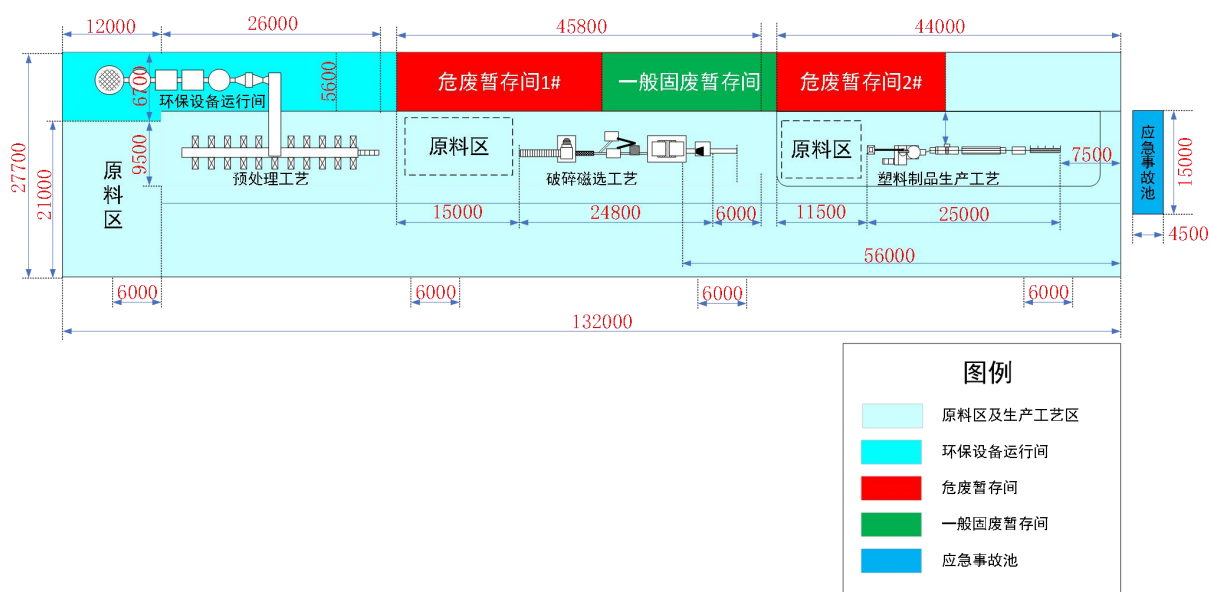 12000
26000
45800
44000
27700
21000
6700
5600
9500
环保设备运行间
危废暂存间1#
一般固废暂存间
危废暂存间2#
原料区
预处理工艺
原料区
破碎磁选工艺
原料区
塑料制品生产工艺
7500
应急事故池
15000
4500
15000
24800
6000
11500
25000
56000
6000
6000
6000
6000
132000
图例
原料区及生产工艺区
环保设备运行间
危废暂存间
一般固废暂存间
应急事故池